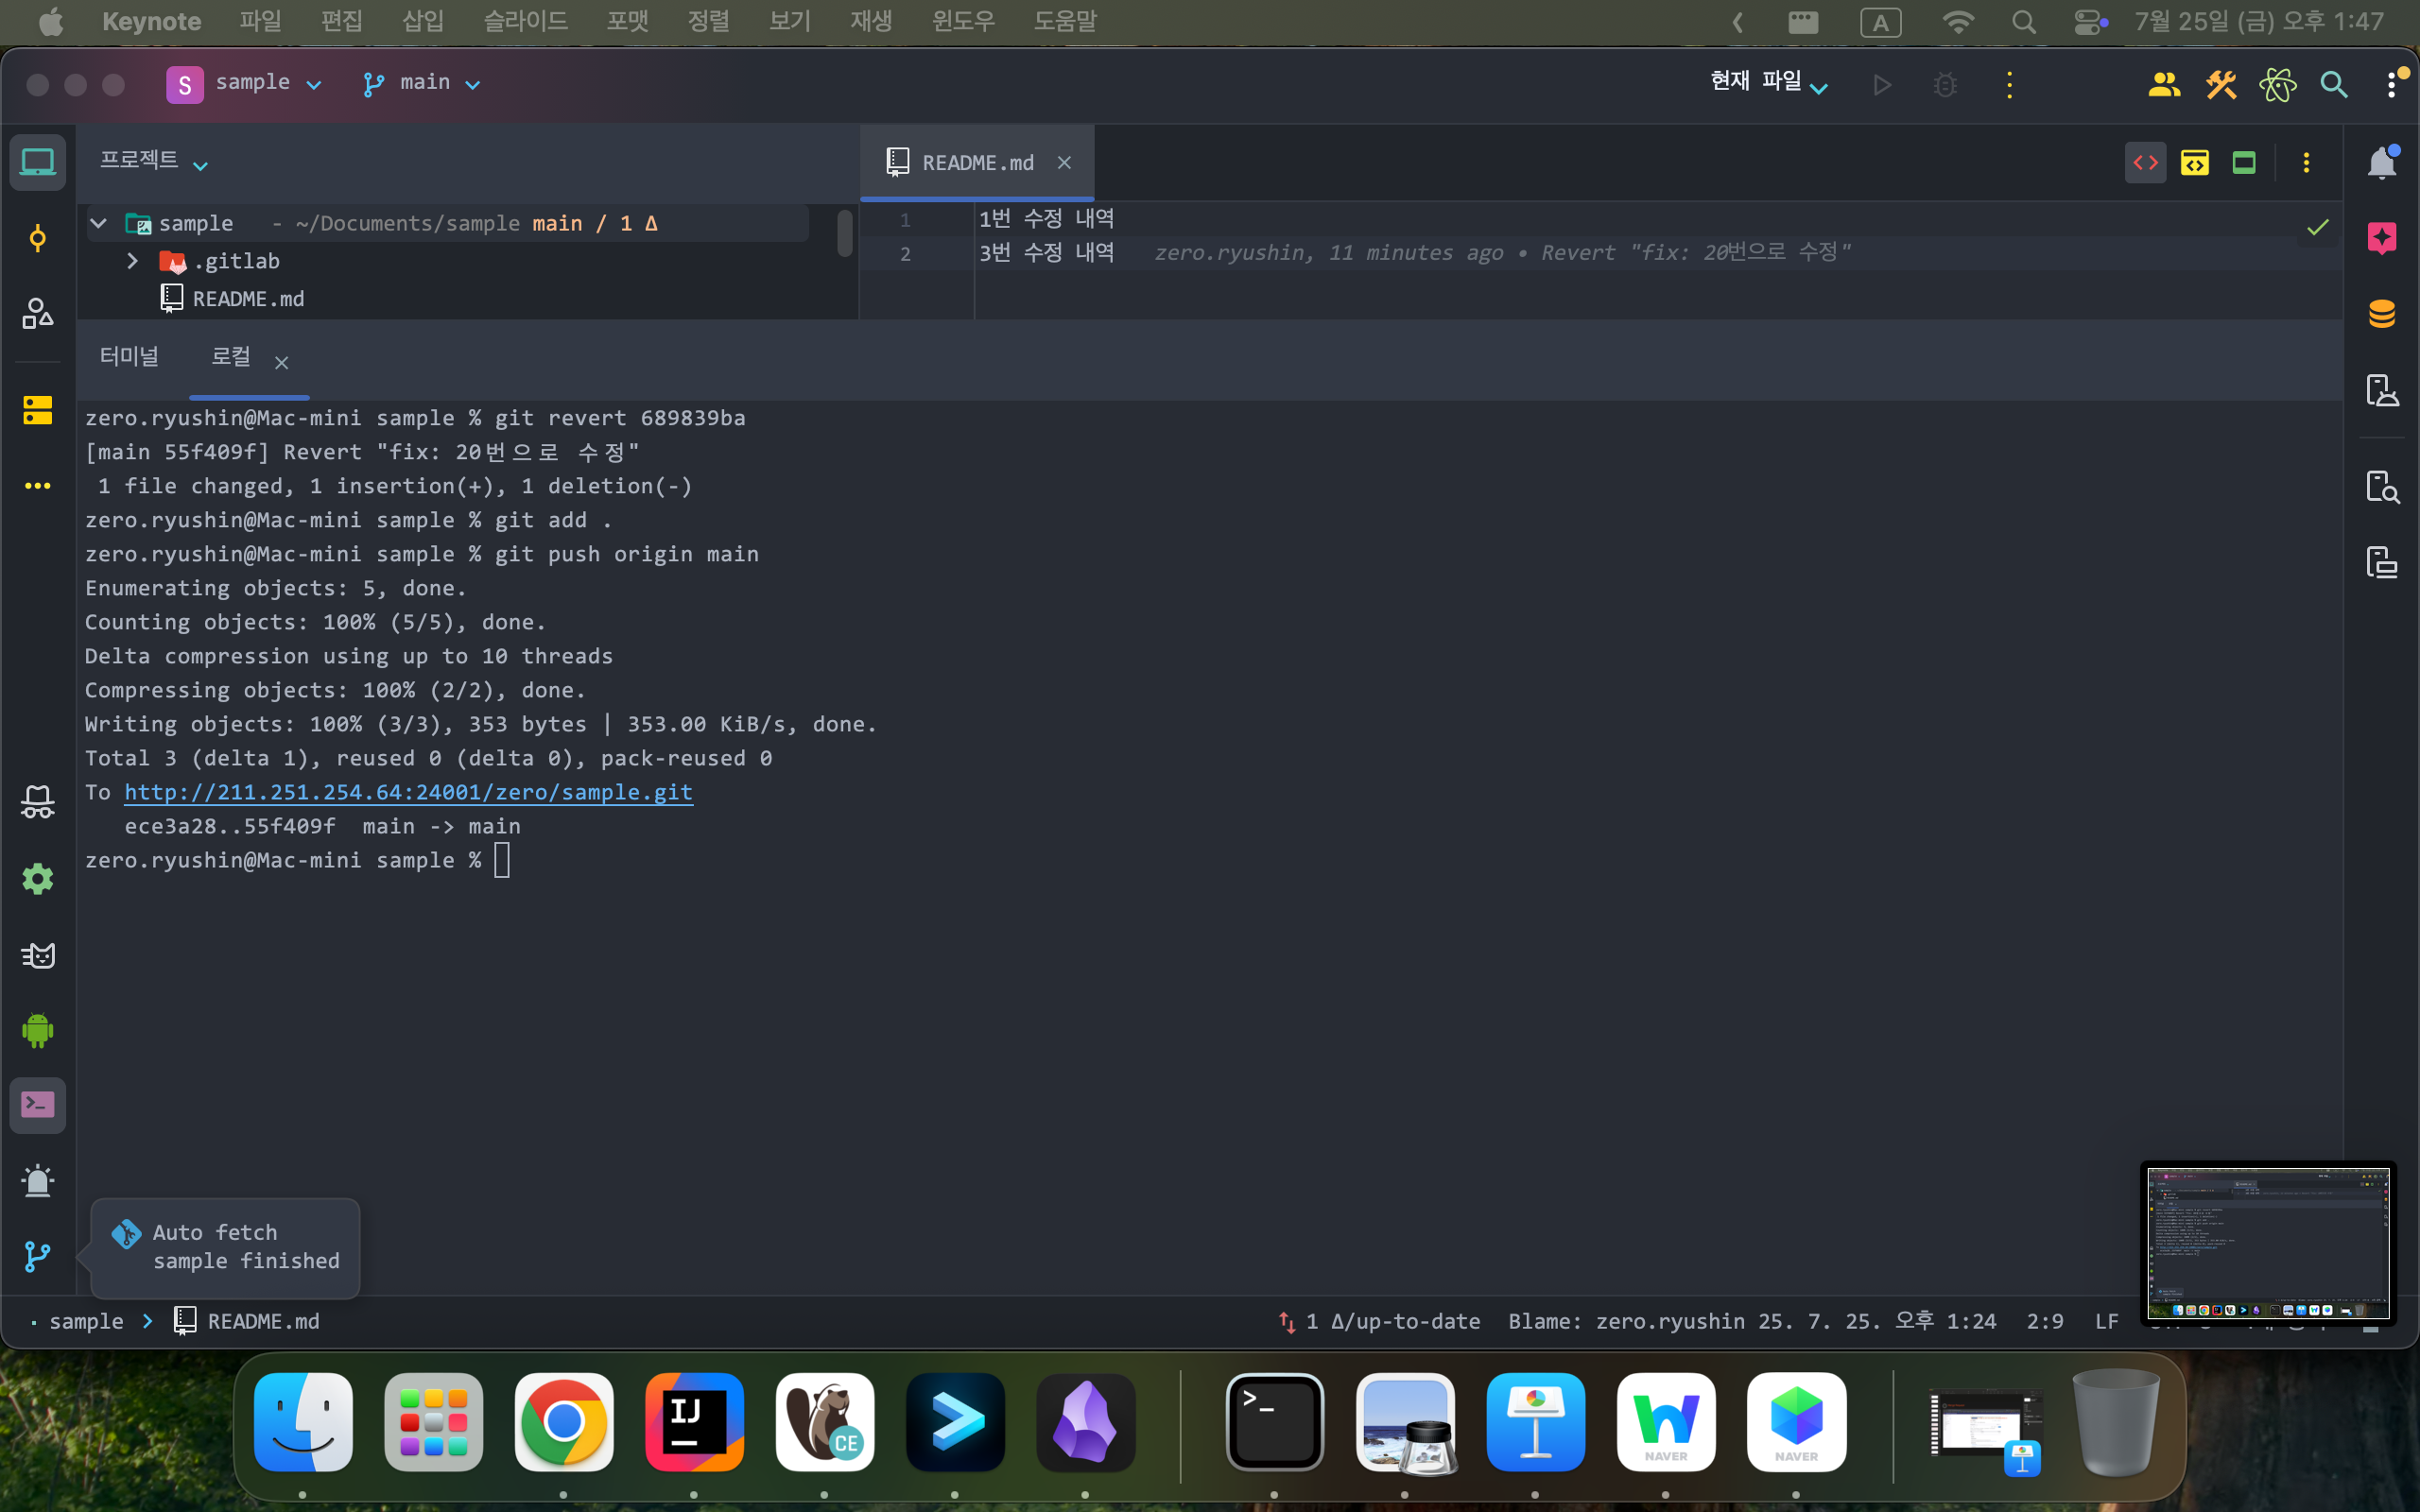 Keynote 파일 편집 삽입 슬라이드 포맷 정렬 보기 재생 윈도우 도움말 A 7월 25일 (금) 오후 1:47
S sample main 현재 파일
프로젝트 README.md
sample - ~/Documents/sample main / 1 Δ
.gitlab
README.md
1 1번 수정 내역
2 3번 수정 내역 zero.ryushin, 11 minutes ago • Revert "fix: 20번으로 수정"
터미널 로컬
zero.ryushin@Mac-mini sample % git revert 689839ba
[main 55f409f] Revert "fix: 20번으로 수정"
1 file changed, 1 insertion(+), 1 deletion(-)
zero.ryushin@Mac-mini sample % git add .
zero.ryushin@Mac-mini sample % git push origin main
Enumerating objects: 5, done.
Counting objects: 100% (5/5), done.
Delta compression using up to 10 threads
Compressing objects: 100% (2/2), done.
Writing objects: 100% (3/3), 353 bytes | 353.00 KiB/s, done.
Total 3 (delta 1), reused 0 (delta 0), pack-reused 0
To http://211.251.254.64:24001/zero/sample.git
ece3a28..55f409f main -> main
zero.ryushin@Mac-mini sample %
Auto fetch
sample finished
sample README.md 1 Δ/up-to-date Blame: zero.ryushin 25. 7. 25. 오후 1:24 2:9 LF
IJ CE NAVER NAVER